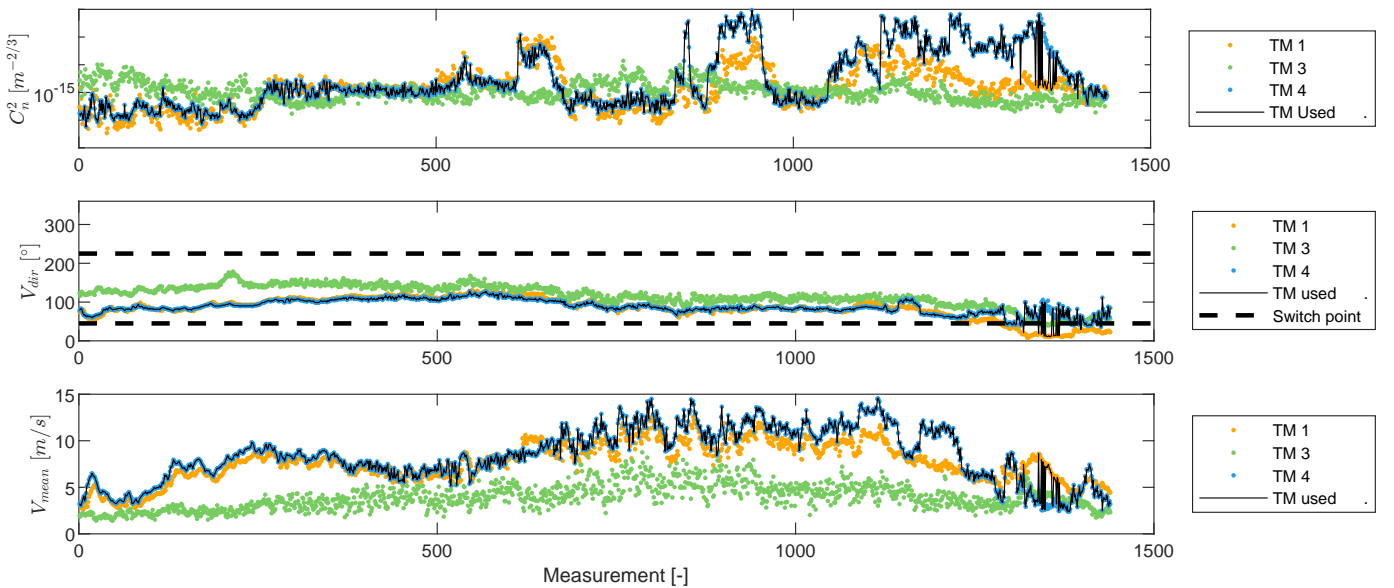 C_n^2 [m^{-2/3}]
10^{-15}
0
500
1000
1500
TM 1
TM 3
TM 4
TM Used .
V_{dir} [°]
300
200
100
0
0
500
1000
1500
TM 1
TM 3
TM 4
TM used .
Switch point
V_{mean} [m/s]
15
10
5
0
0
500
1000
1500
Measurement [-]
TM 1
TM 3
TM 4
TM used .